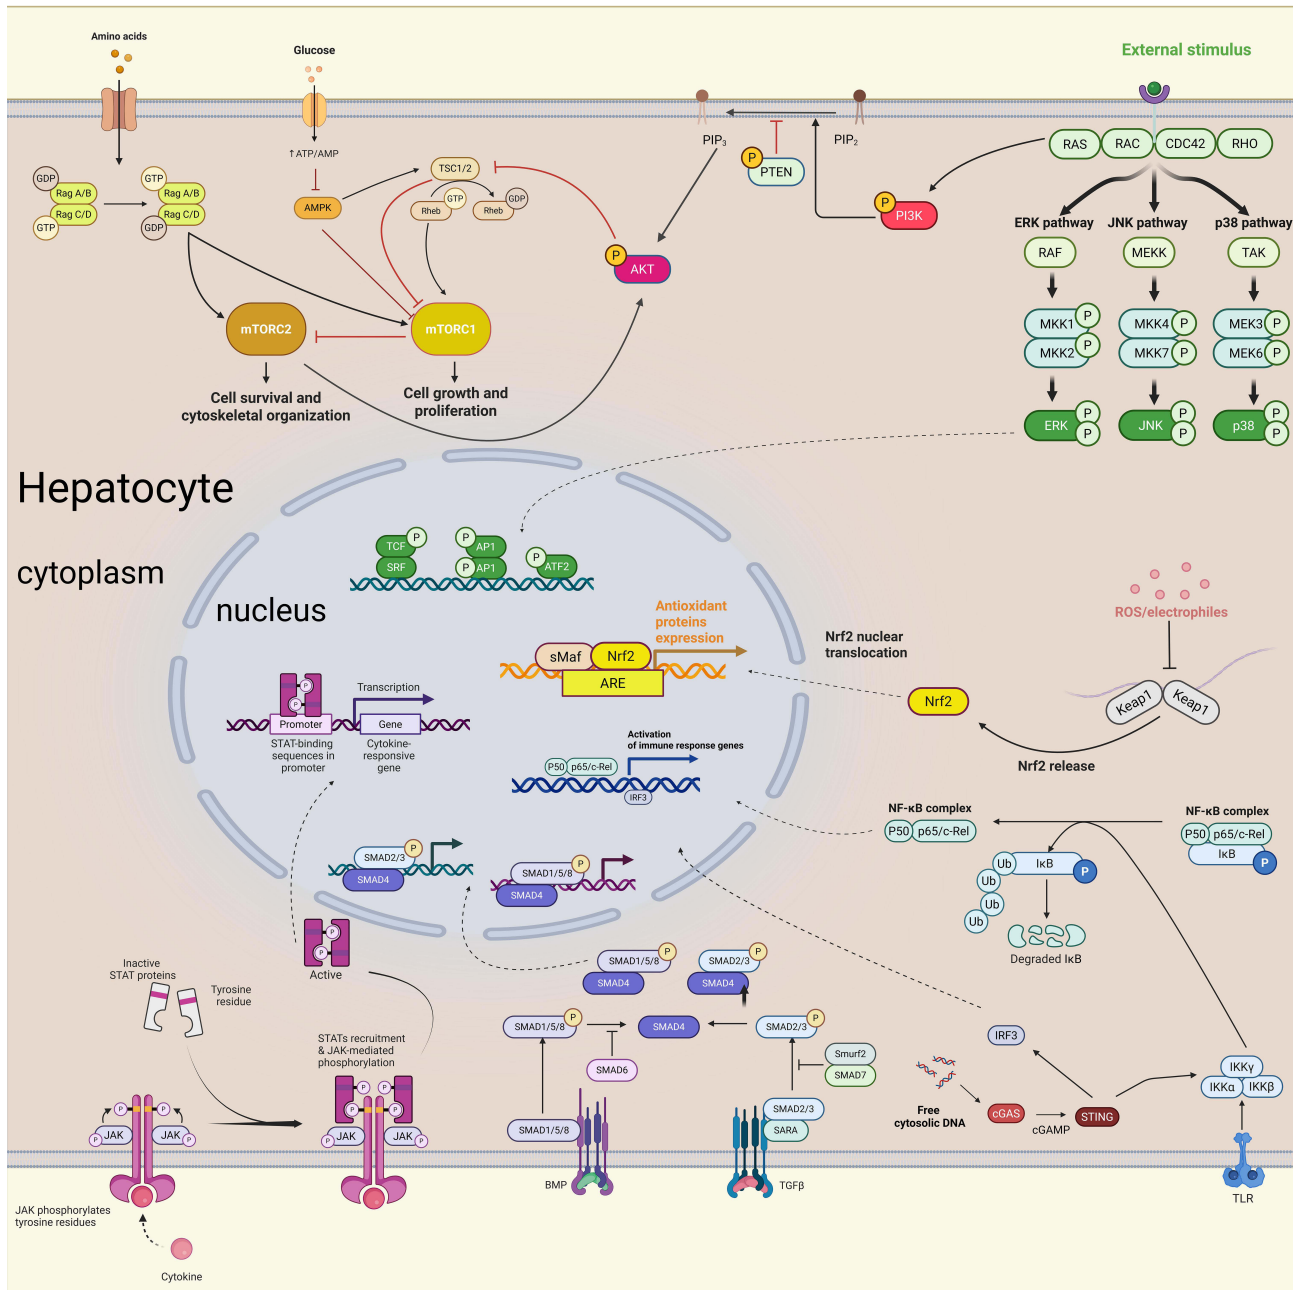 Amino acids
Glucose
External stimulus
PIP3
PIP2
P
PTEN
RAS
RAC
CDC42
RHO
↑ATP/AMP
TSC1/2
GDP
Rag A/B
Rag C/D
GTP
GTP
Rag A/B
Rag C/D
GDP
AMPK
Rheb
GTP
Rheb
GDP
P
PI3K
P
AKT
ERK pathway
JNK pathway
p38 pathway
RAF
MEKK
TAK
mTORC2
mTORC1
MKK1
P
MKK2
P
MKK4
P
MKK7
P
MEK3
P
MEK6
P
Cell survival and
cytoskeletal organization
Cell growth and
proliferation
ERK
P
P
JNK
P
P
p38
P
P
Hepatocyte
cytoplasm
nucleus
TCF
P
SRF
P
AP1
P
AP1
P
ATF2
Antioxidant
proteins
expression
sMaf
Nrf2
ARE
Nrf2 nuclear
translocation
Nrf2
ROS/electrophiles
Keap1
Keap1
Nrf2 release
P
P
Transcription
Promoter
Gene
STAT-binding
sequences in
promoter
Cytokine-
responsive
gene
Activation
of immune response genes
P50
p65/c-Rel
IRF3
NF-κB complex
P50
p65/c-Rel
NF-κB complex
P50
p65/c-Rel
IκB
P
Ub
IκB
P
Ub
Ub
Ub
Degraded IκB
SMAD2/3
P
SMAD4
SMAD1/5/8
P
SMAD4
P
P
Active
Inactive
STAT proteins
Tyrosine
residue
STATs recruitment
& JAK-mediated
phosphorylation
SMAD1/5/8
P
SMAD4
SMAD2/3
P
SMAD4
SMAD1/5/8
P
SMAD4
SMAD2/3
P
SMAD6
Smurf2
SMAD7
SMAD1/5/8
SMAD2/3
SARA
BMP
TGFβ
IRF3
Free
cytosolic DNA
cGAS
cGAMP
STING
IKKγ
IKKα
IKKβ
TLR
P
P
JAK
JAK
P
P
P
P
P
P
JAK
JAK
P
P
JAK phosphorylates
tyrosine residues
Cytokine